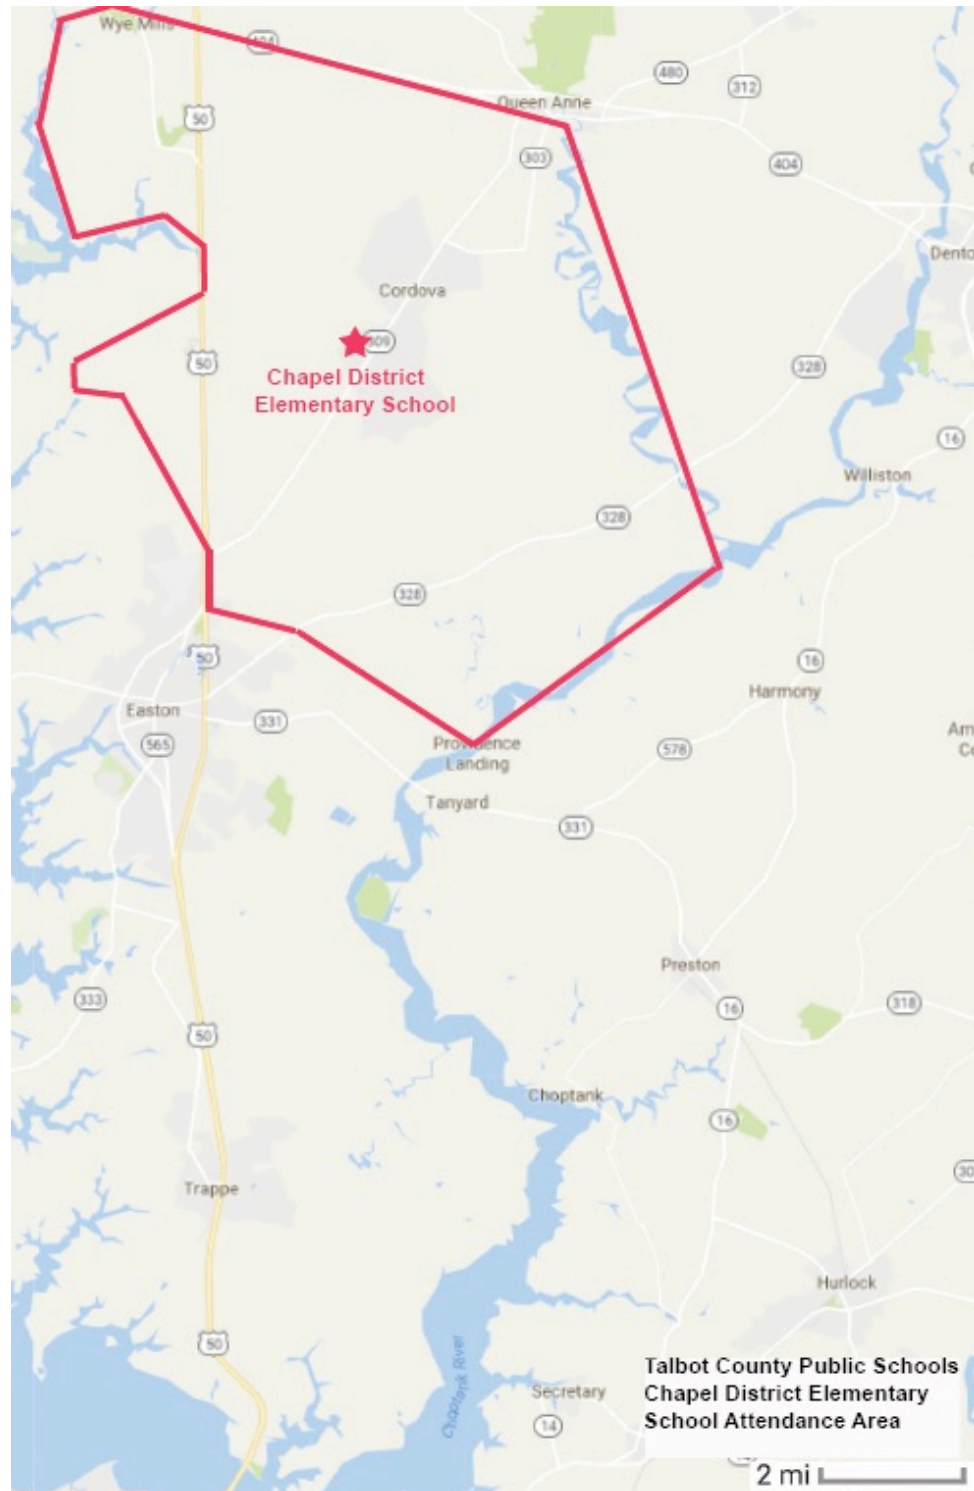 Wye Mills
404
480
312
50
Queen Anne
303
404
Denton
Cordova
309
50
328
Chapel District
Elementary School
16
Williston
328
328
50
16
Harmony
Easton
331
565
578
Providence
Landing
Tanyard
331
Preston
333
16
318
50
Choptank
16
Trappe
Hurlock
50
Choptank River
Talbot County Public Schools
Chapel District Elementary
School Attendance Area
Secretary
14
2 mi